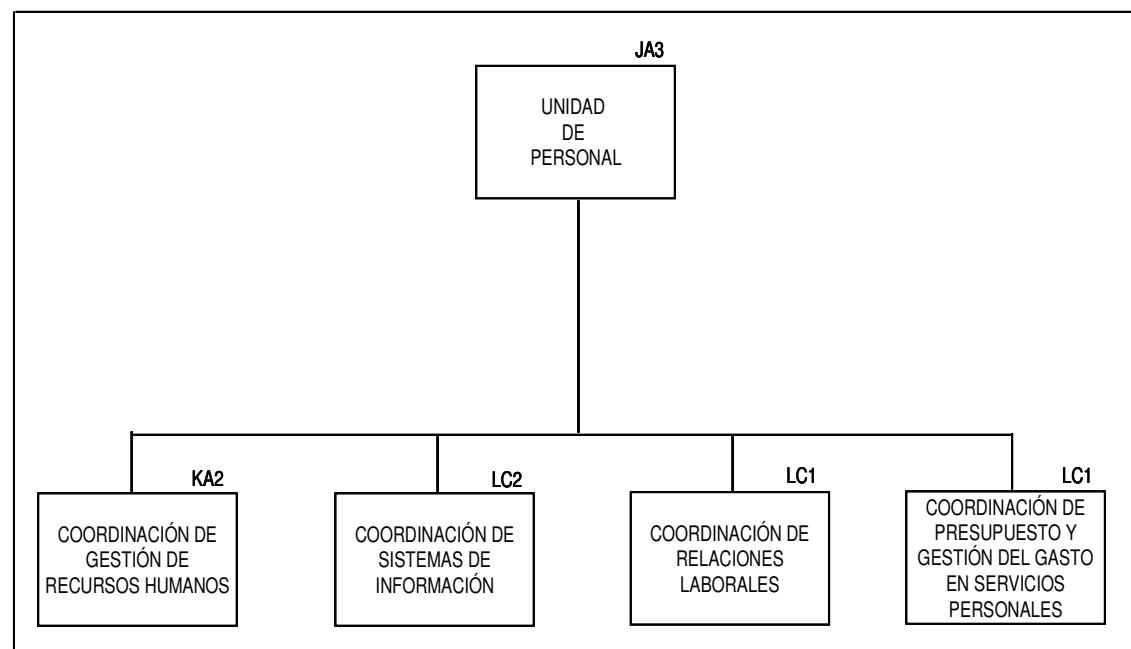 JA3
UNIDAD
DE
PERSONAL
KA2
COORDINACIÓN DE
GESTIÓN DE
RECURSOS HUMANOS
LC2
COORDINACIÓN DE
SISTEMAS DE
INFORMACIÓN
LC1
COORDINACIÓN DE
RELACIONES
LABORALES
LC1
COORDINACIÓN DE
PRESUPUESTO Y
GESTIÓN DEL GASTO
EN SERVICIOS
PERSONALES